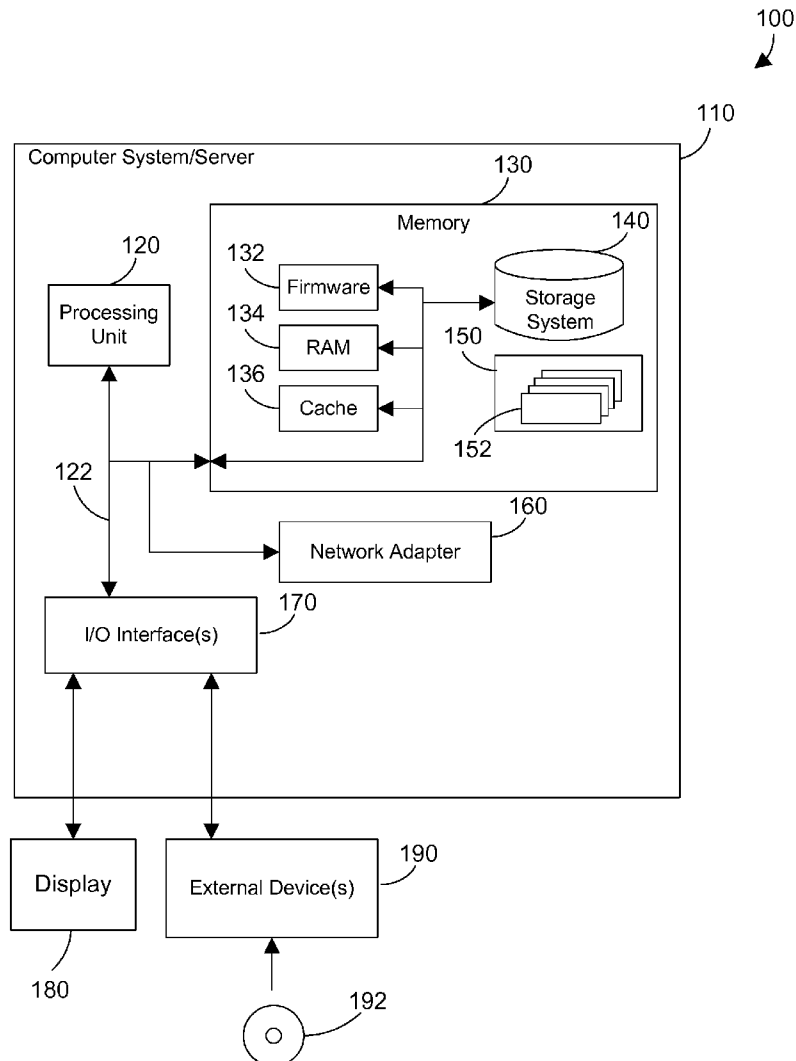 100
110
Computer System/Server
130
Memory
120
140
132
Firmware
Processing
Unit
Storage
System
134
RAM
150
136
Cache
152
122
160
Network Adapter
170
I/O Interface(s)
Display
External Device(s)
190
180
192